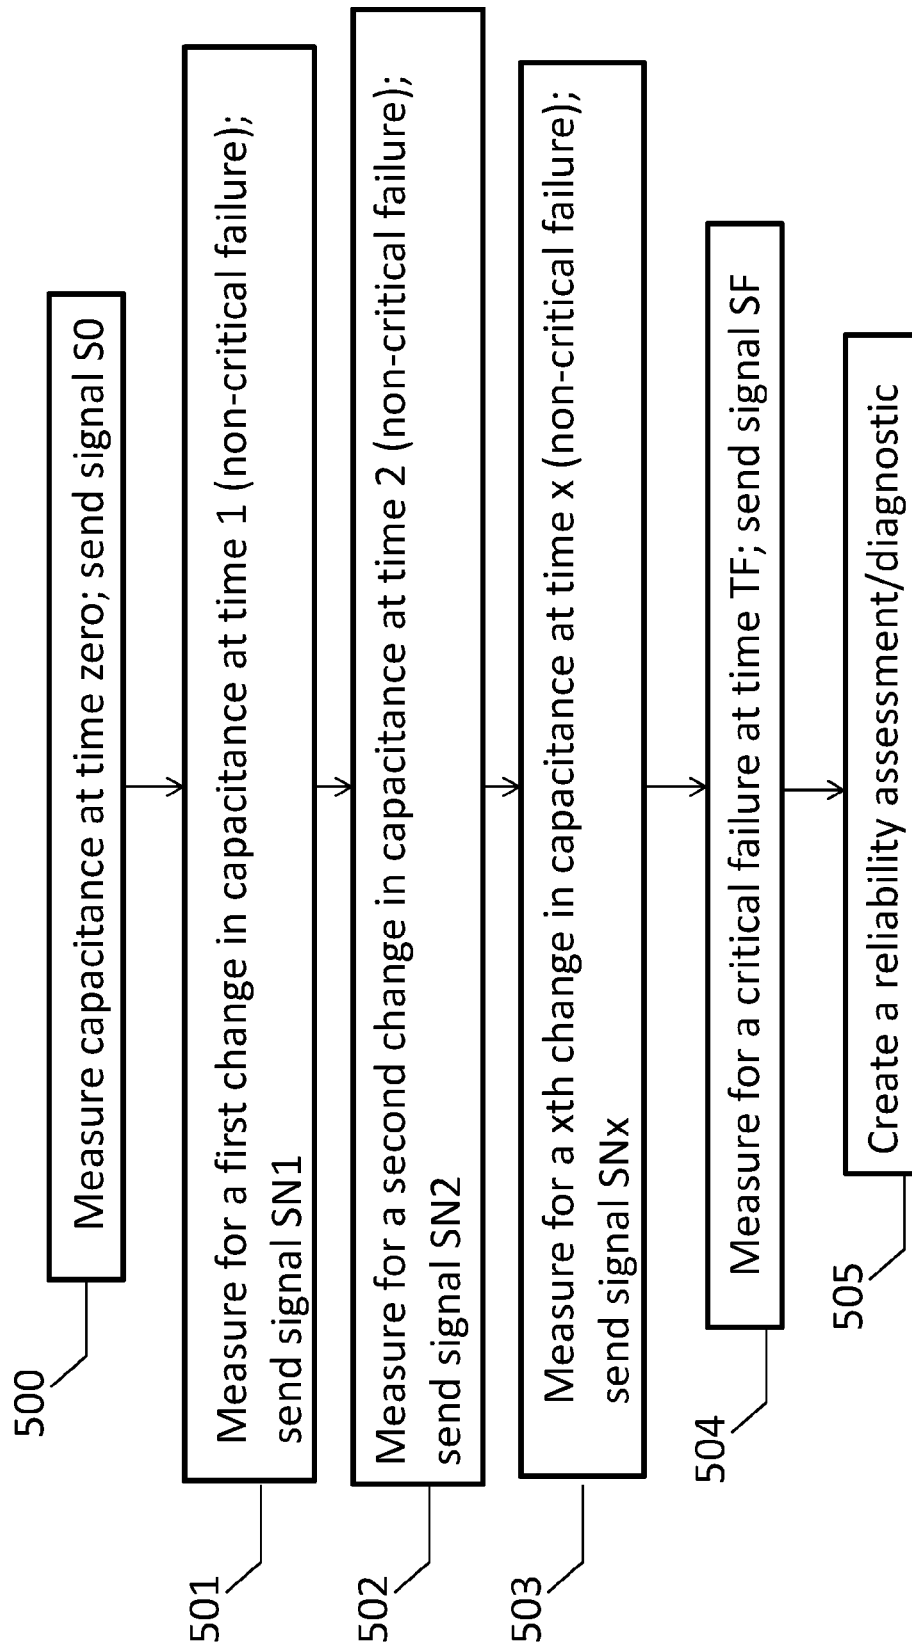 500
Measure capacitance at time zero; send signal S0
501
Measure for a first change in capacitance at time 1 (non-critical failure);
send signal SN1
502
Measure for a second change in capacitance at time 2 (non-critical failure);
send signal SN2
503
Measure for a xth change in capacitance at time x (non-critical failure);
send signal SNx
504
Measure for a critical failure at time TF; send signal SF
505
Create a reliability assessment/diagnostic